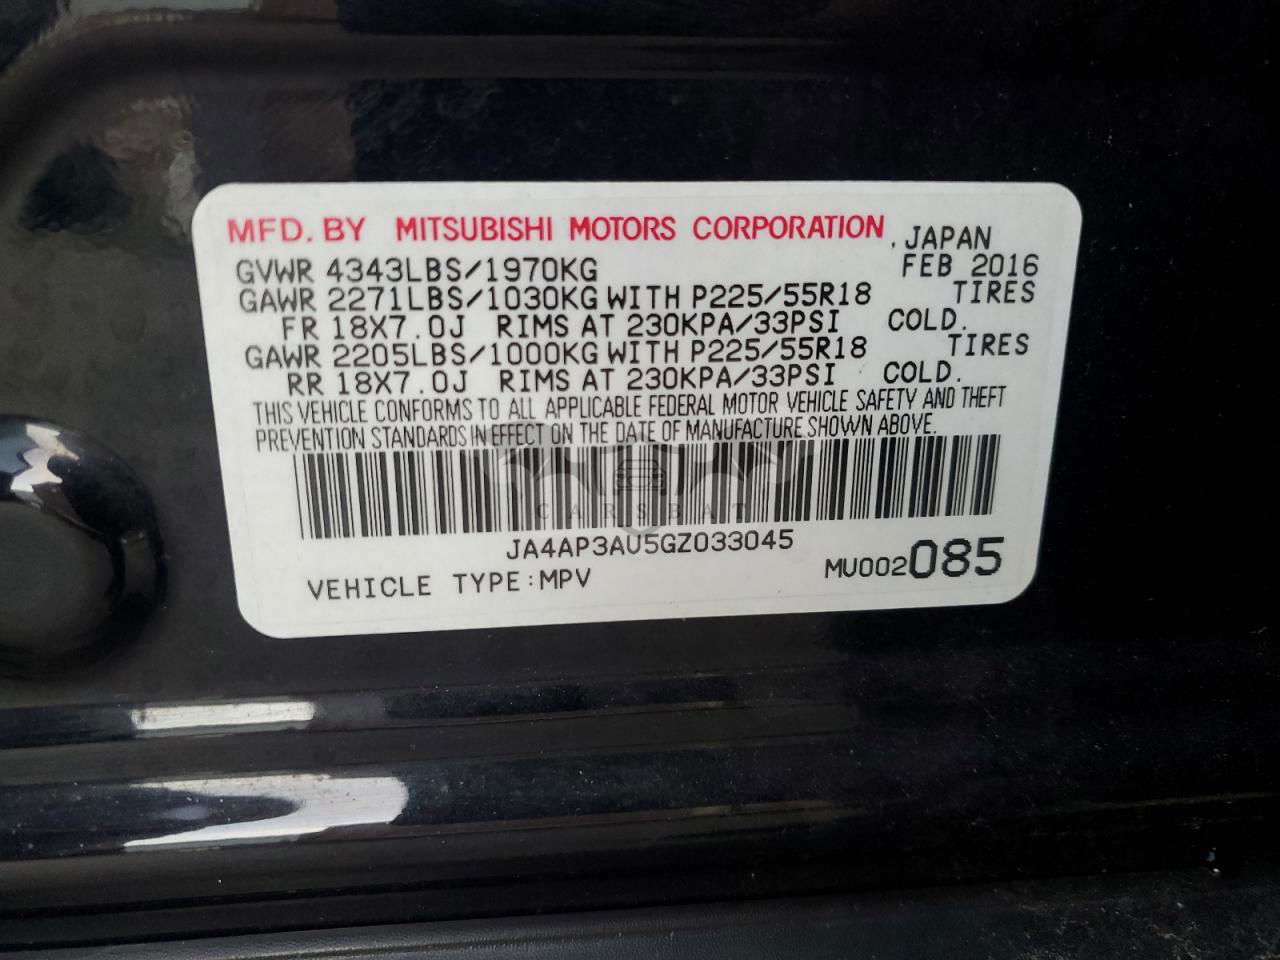 MFD. BY MITSUBISHI MOTORS CORPORATION, JAPAN
GVWR 4343LBS/1970KG FEB 2016
GAWR 2271LBS/1030KG WITH P225/55R18 TIRES
FR 18X7.0J RIMS AT 230KPA/33PSI COLD.
GAWR 2205LBS/1000KG WITH P225/55R18 TIRES
RR 18X7.0J RIMS AT 230KPA/33PSI COLD.
THIS VEHICLE CONFORMS TO ALL APPLICABLE FEDERAL MOTOR VEHICLE SAFETY AND THEFT
PREVENTION STANDARDS IN EFFECT ON THE DATE OF MANUFACTURE SHOWN ABOVE.
CARSBAT
JA4AP3AU5GZ033045
VEHICLE TYPE:MPV MU002085